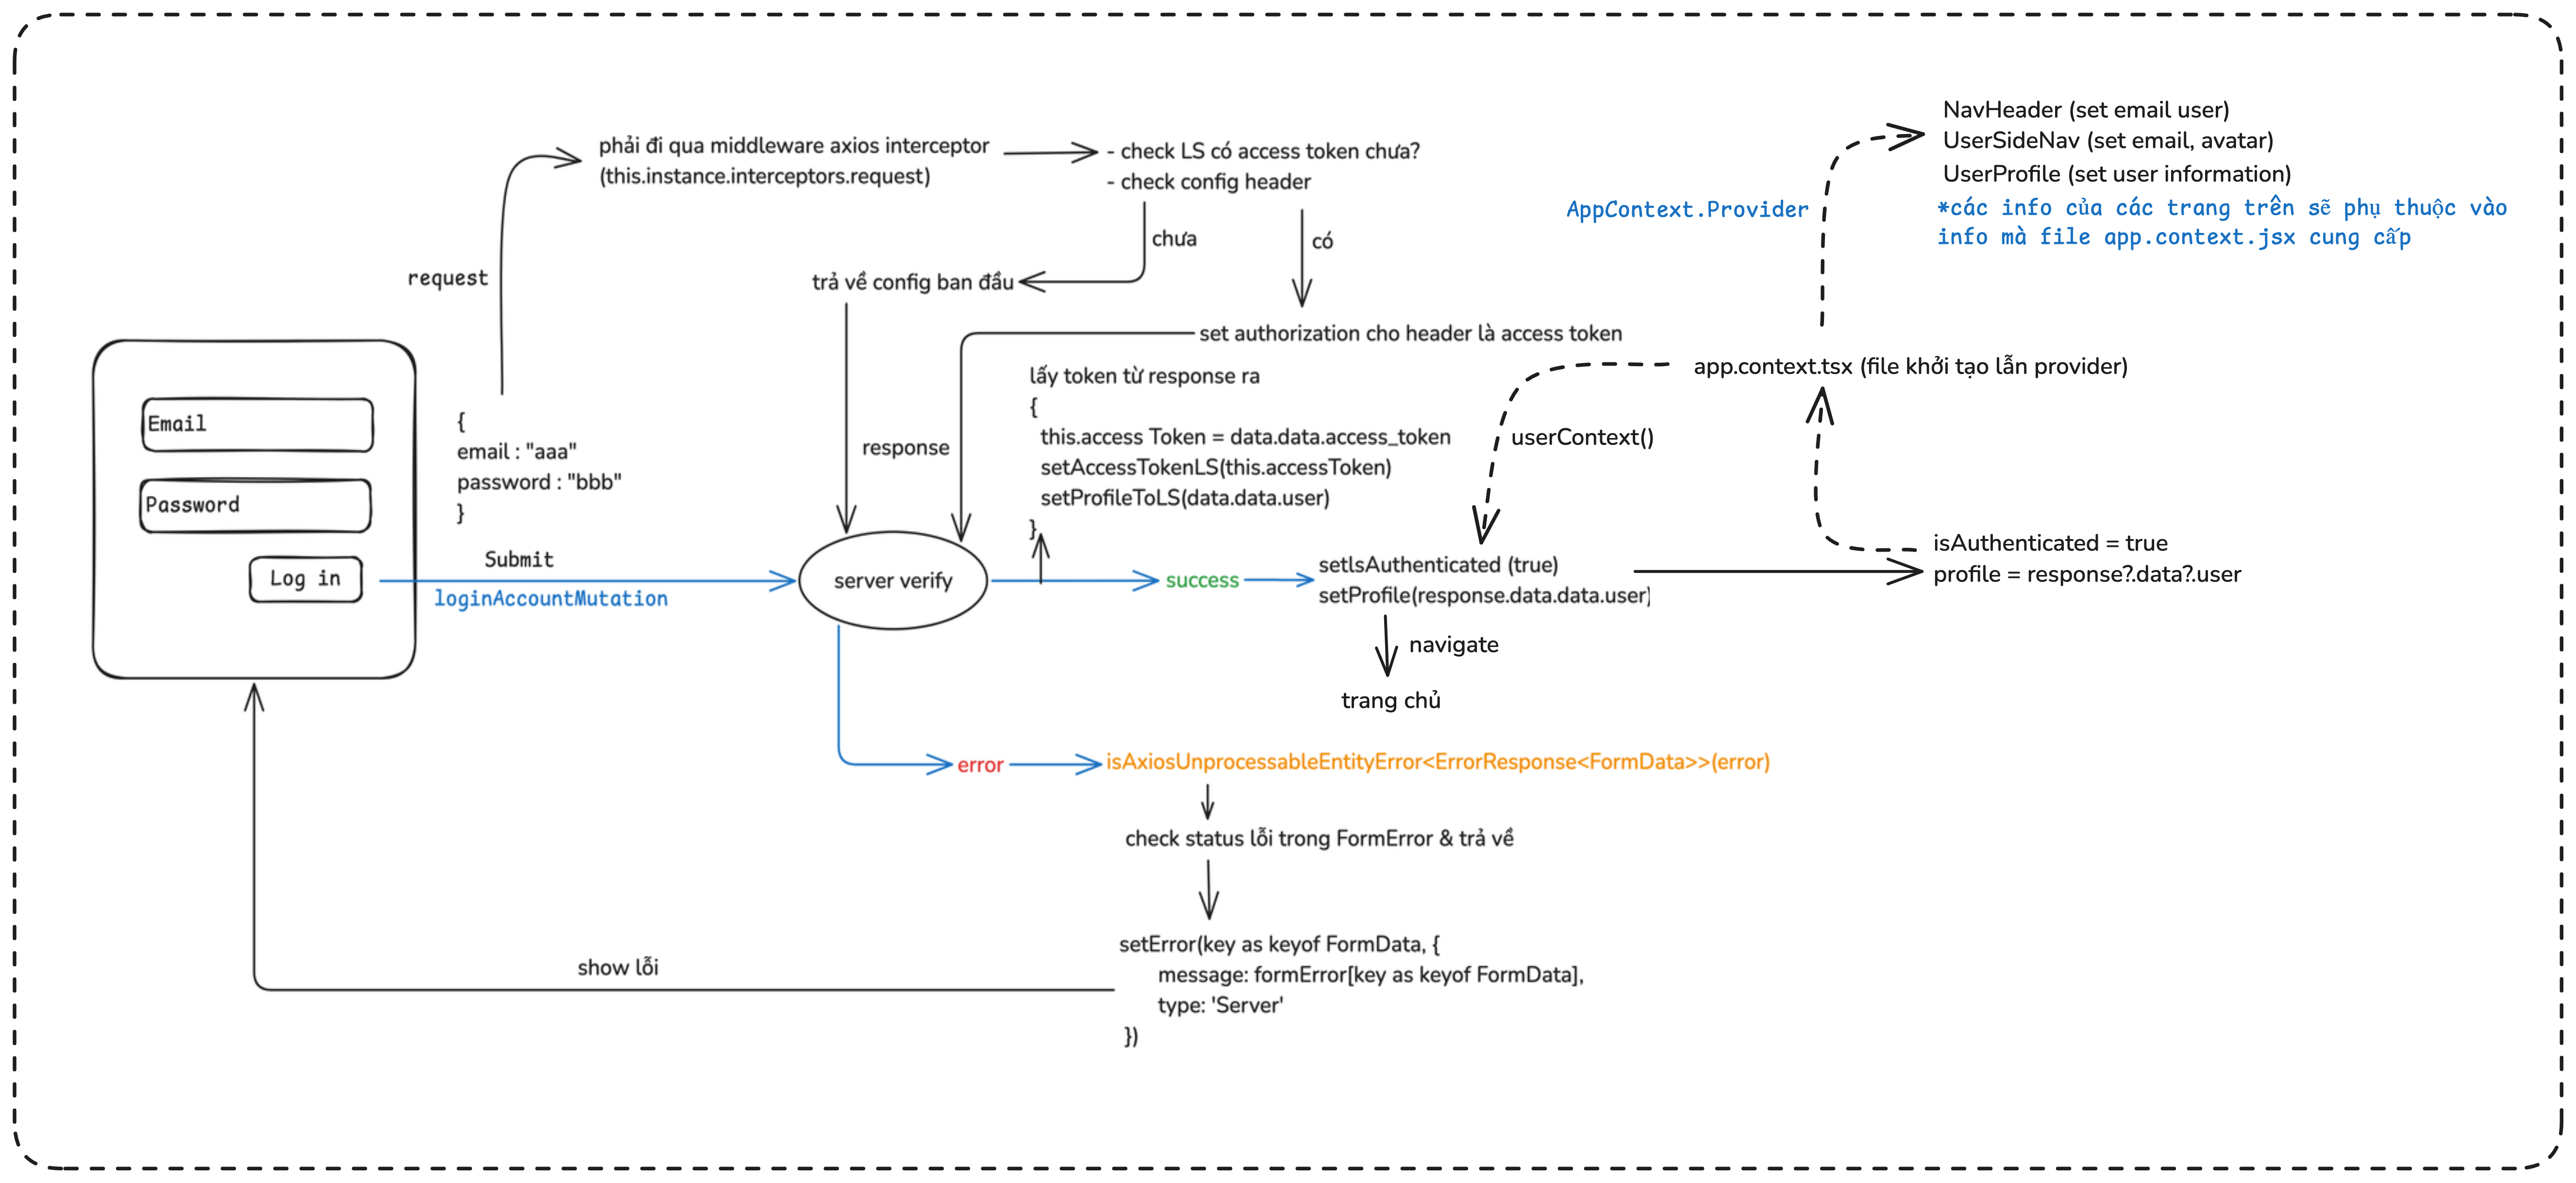 NavHeader (set email user)
UserSideNav (set email, avatar)
UserProfile (set user information)
*các info của các trang trên sẽ phụ thuộc vào
info mà file app.context.jsx cung cấp
AppContext.Provider
phải đi qua middleware axios interceptor
(this.instance.interceptors.request)
- check LS có access token chưa?
- check config header
chưa
có
request
trả về config ban đầu
set authorization cho header là access token
app.context.tsx (file khởi tạo lẫn provider)
userContext()
lấy token từ response ra
{
this.access Token = data.data.access_token
setAccessTokenLS(this.accessToken)
setProfileToLS(data.data.user)
}
response
Email
Password
Log in
{
email : "aaa"
password : "bbb"
}
Submit
loginAccountMutation
server verify
success
setIsAuthenticated (true)
setProfile(response.data.data.user)
isAuthenticated = true
profile = response?.data?.user
navigate
trang chủ
error
isAxiosUnprocessableEntityError<ErrorResponse<FormData>>(error)
check status lỗi trong FormError & trả về
setError(key as keyof FormData, {
message: formError[key as keyof FormData],
type: 'Server'
})
show lỗi